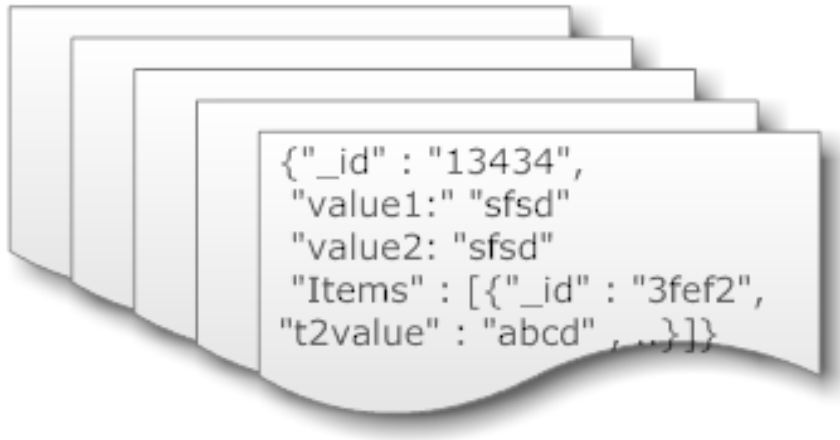 {"_id" : "13434",
"value1:" "sfsd"
"value2: "sfsd"
"Items" : [{"_id" : "3fef2",
"t2value" : "abcd" , ..}]}